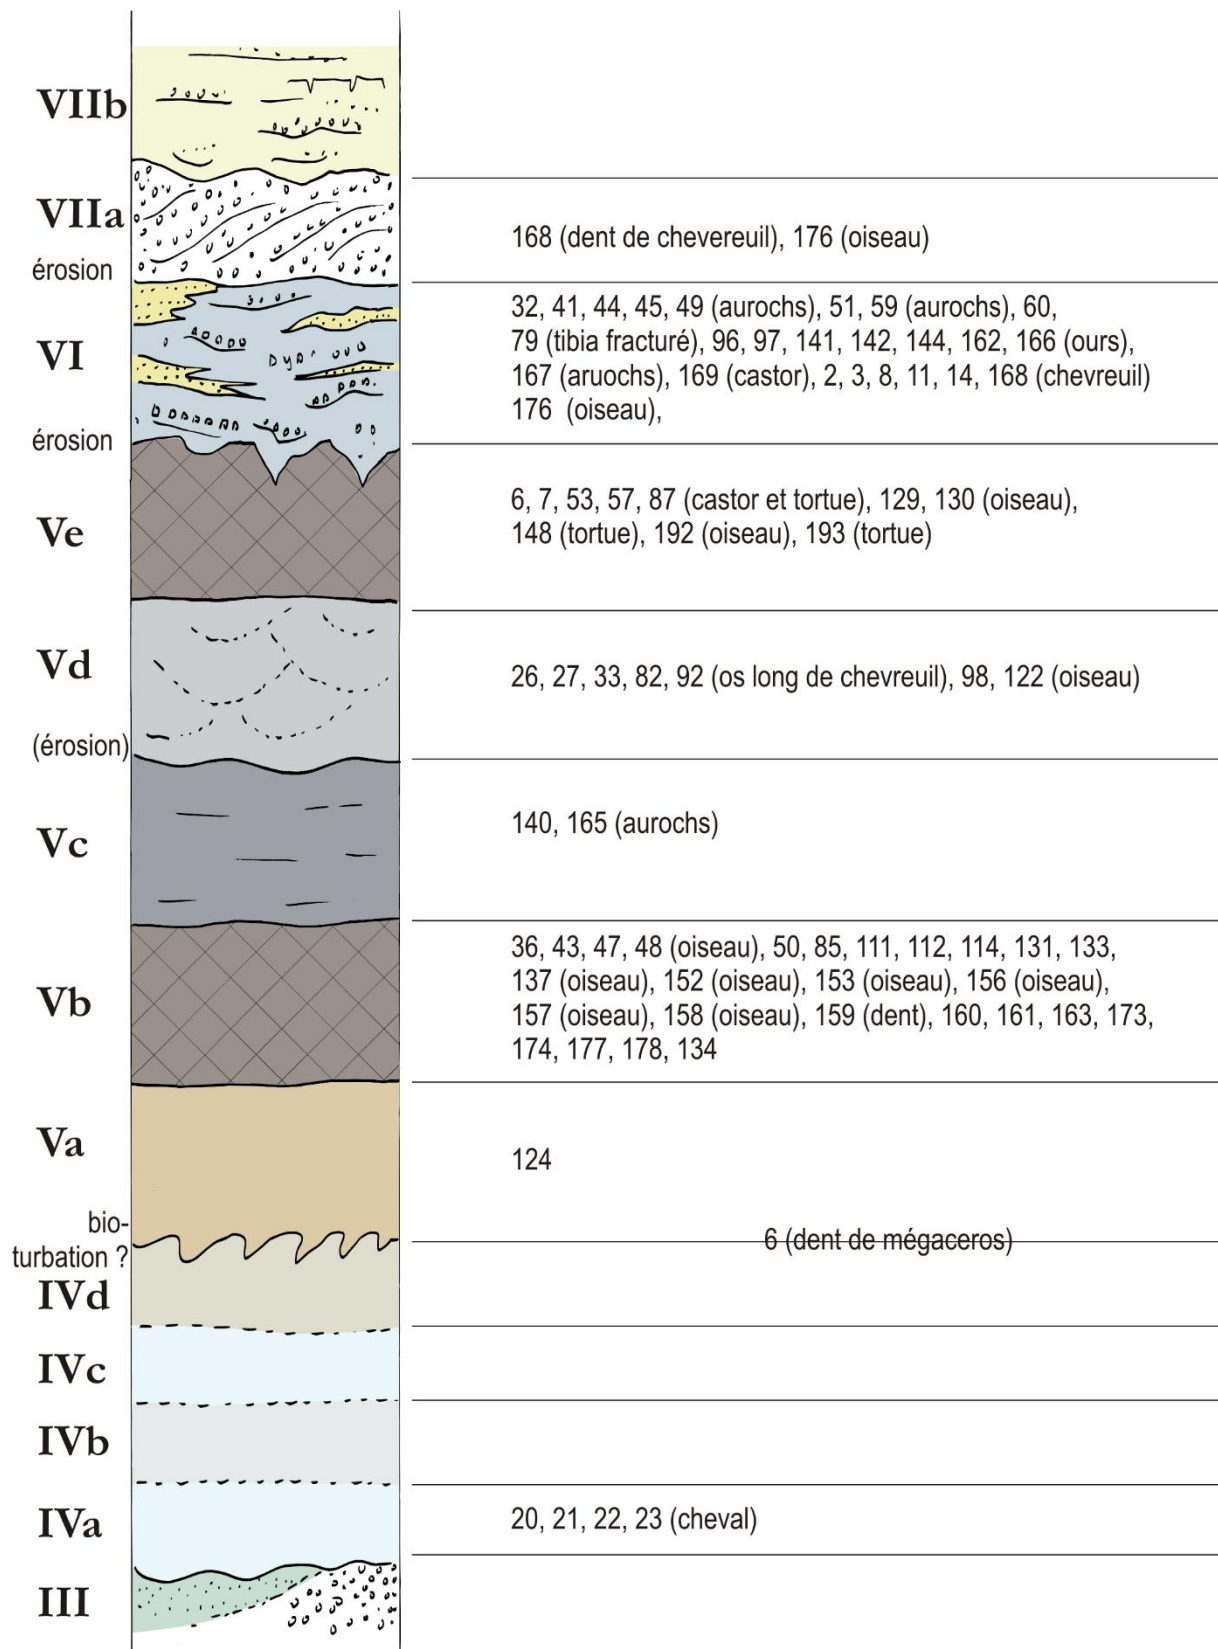 VIIb
VIIa
érosion
168 (dent de chevereuil), 176 (oiseau)
VI
érosion
32, 41, 44, 45, 49 (aurochs), 51, 59 (aurochs), 60,
79 (tibia fracturé), 96, 97, 141, 142, 144, 162, 166 (ours),
167 (aruochs), 169 (castor), 2, 3, 8, 11, 14, 168 (chevreuil)
176 (oiseau),
Ve
6, 7, 53, 57, 87 (castor et tortue), 129, 130 (oiseau),
148 (tortue), 192 (oiseau), 193 (tortue)
Vd
(érosion)
26, 27, 33, 82, 92 (os long de chevreuil), 98, 122 (oiseau)
Vc
140, 165 (aurochs)
Vb
36, 43, 47, 48 (oiseau), 50, 85, 111, 112, 114, 131, 133,
137 (oiseau), 152 (oiseau), 153 (oiseau), 156 (oiseau),
157 (oiseau), 158 (oiseau), 159 (dent), 160, 161, 163, 173,
174, 177, 178, 134
Va
124
bio-
turbation ?
6 (dent de mégaceros)
IVd
IVc
IVb
IVa
20, 21, 22, 23 (cheval)
III